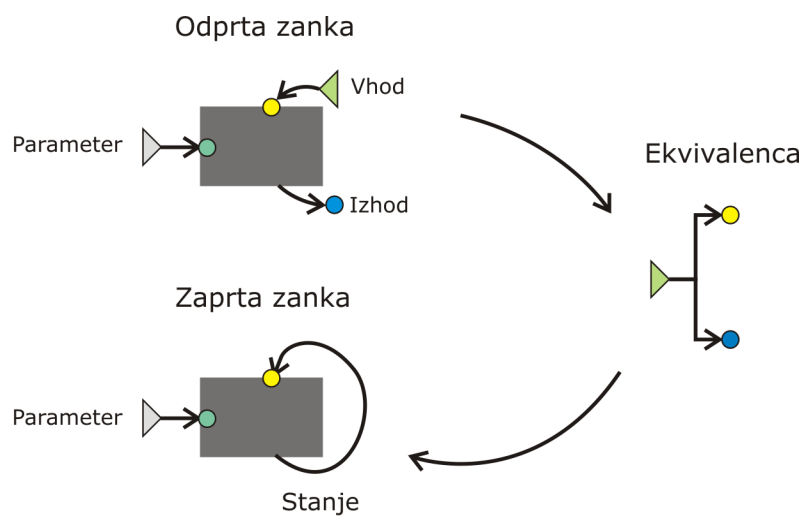 Odprta zanka
Vhod
Parameter
Izhod
Ekvivalenca
Zaprta zanka
Parameter
Stanje